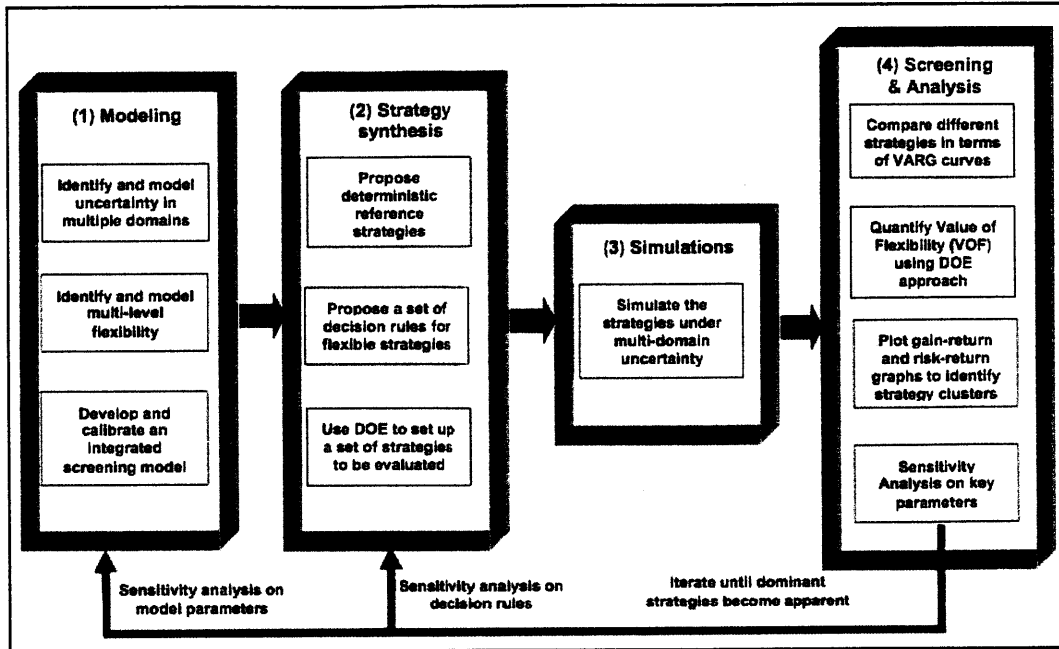 (1) Modeling
Identify and model
uncertainty in
multiple domains
Identify and model
multi-level
flexibility
Develop and
calibrate an
integrated
screening model
(2) Strategy
synthesis
Propose
deterministic
reference
strategies
Propose a set of
decision rules for
flexible strategies
Use DOE to set up
a set of strategies
to be evaluated
(3) Simulations
Simulate the
strategies under
multi-domain
uncertainty
(4) Screening
& Analysis
Compare different
strategies in terms
of VARG curves
Quantify Value of
Flexibility (VOF)
using DOE
approach
Plot gain-return
and risk-return
graphs to identify
strategy clusters
Sensitivity
Analysis on key
parameters
Sensitivity analysis on
model parameters
Sensitivity analysis on
decision rules
Iterate until dominant
strategies become apparent